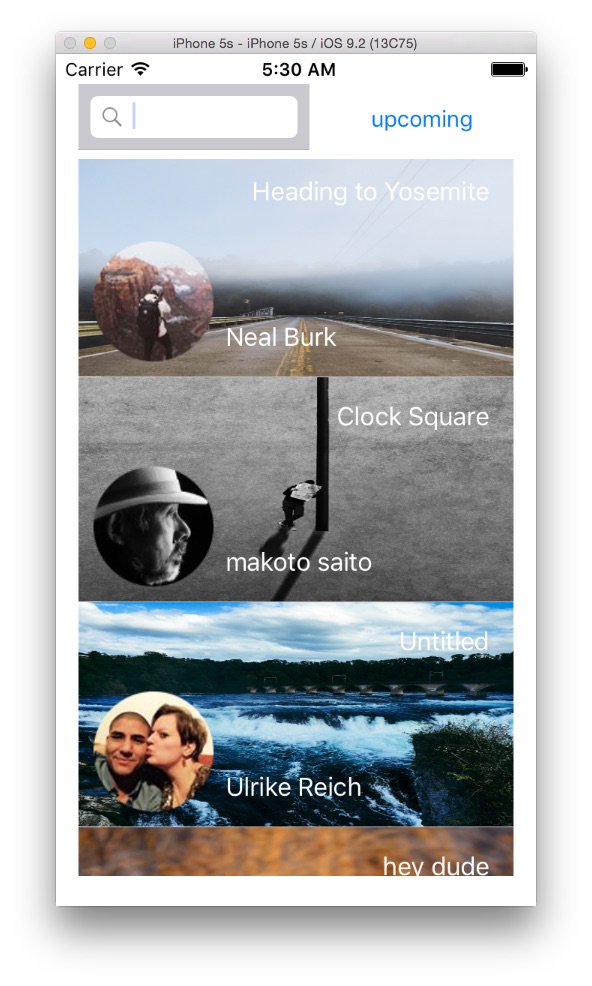 iPhone 5s - iPhone 5s / iOS 9.2 (13C75)
Carrier 5:30 AM
upcoming
Heading to Yosemite
Neal Burk
Clock Square
makoto saito
Untitled
Ulrike Reich
hey dude